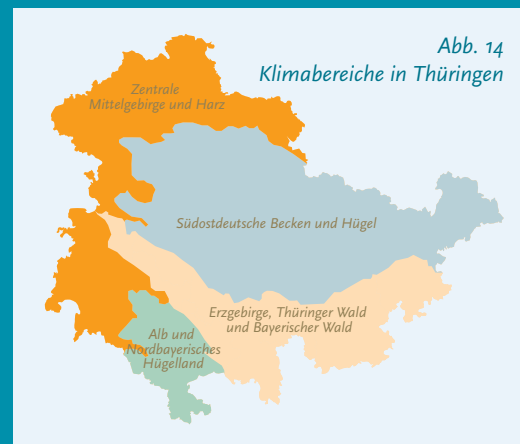 Abb. 14
Klimabereiche in Thüringen
Zentrale
Mittelgebirge und Harz
Südostdeutsche Becken und Hügel
Erzgebirge, Thüringer Wald
und Bayerischer Wald
Alb und
Nordbayerisches
Hügelland